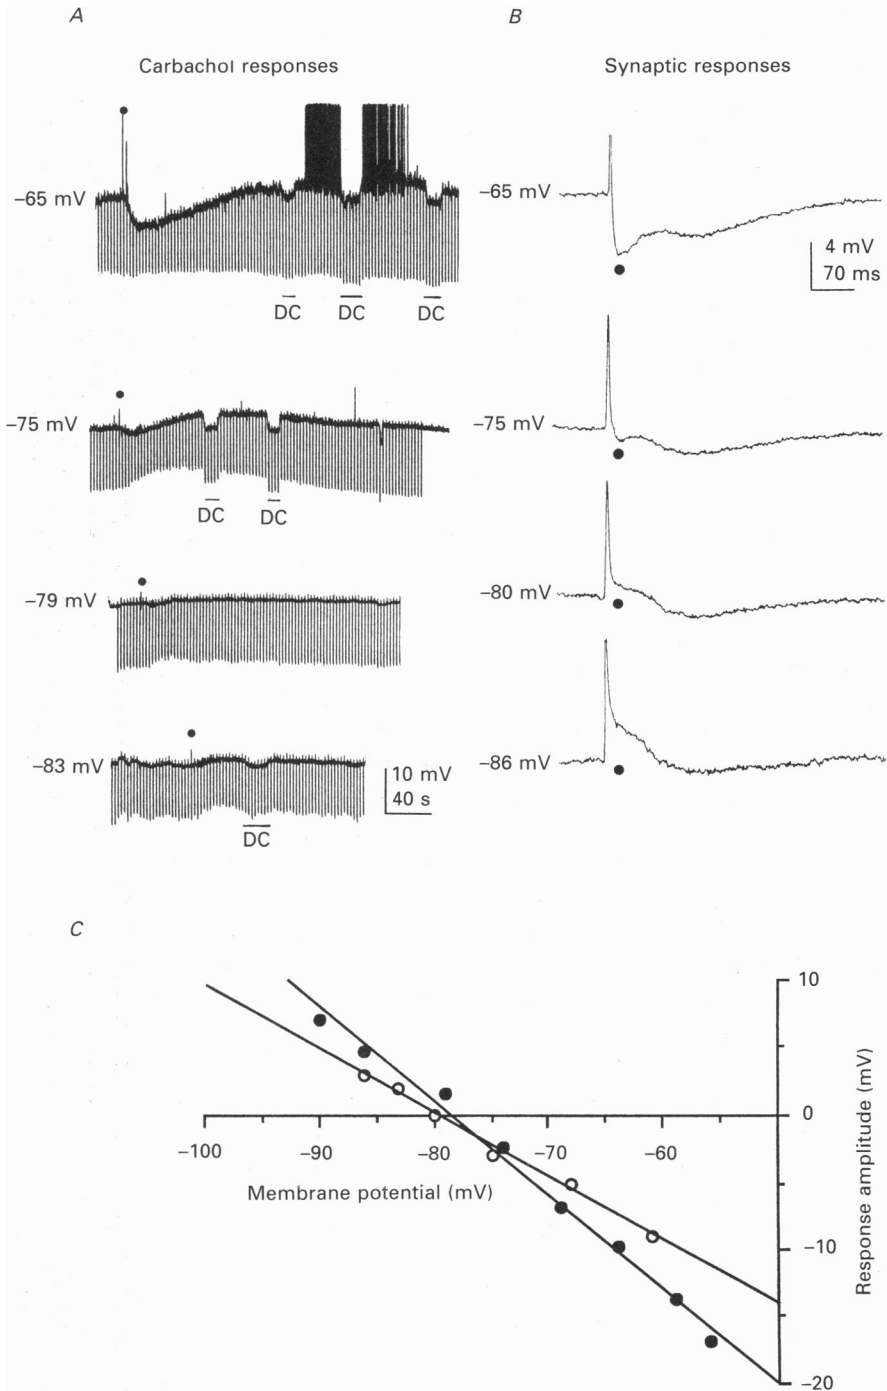 A
Carbachol responses
−65 mV
DC DC DC
−75 mV
DC DC
−79 mV
−83 mV
10 mV
40 s
DC
B
Synaptic responses
−65 mV
4 mV
70 ms
−75 mV
−80 mV
−86 mV
C
10
0
−10
−20
Response amplitude (mV)
−100 −90 −80 −70 −60
Membrane potential (mV)